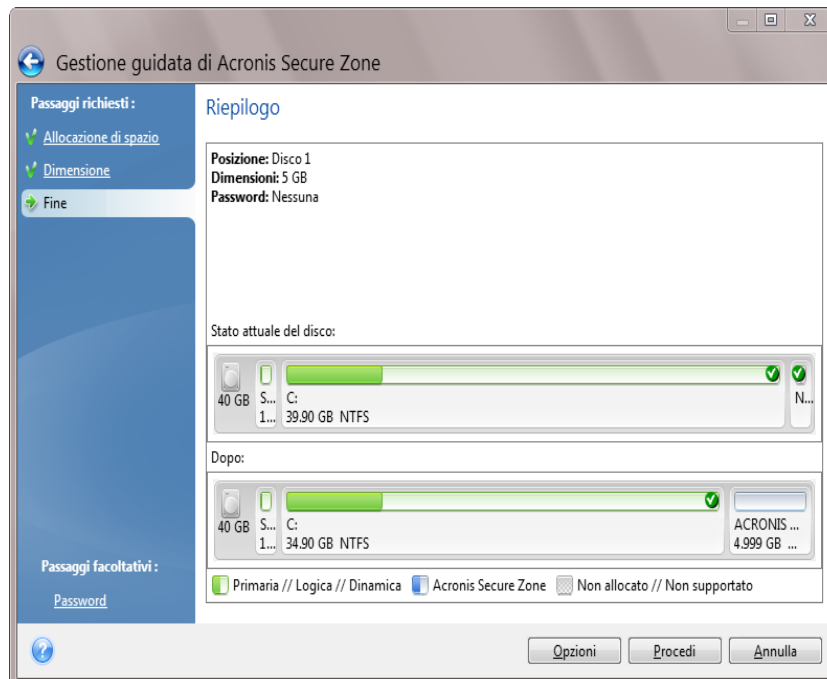 Gestione guidata di Acronis Secure Zone
Passaggi richiesti :
Allocazione di spazio
Dimensione
Fine
Riepilogo
Posizione: Disco 1
Dimensioni: 5 GB
Password: Nessuna
Stato attuale del disco:
40 GB
S...
1...
C:
39.90 GB NTFS
N...
Dopo:
40 GB
S...
1...
C:
34.90 GB NTFS
ACRONIS ...
4.999 GB ...
Primaria // Logica // Dinamica
Acronis Secure Zone
Non allocato // Non supportato
Passaggi facoltativi :
Password
?
Opzioni
Procedi
Annulla